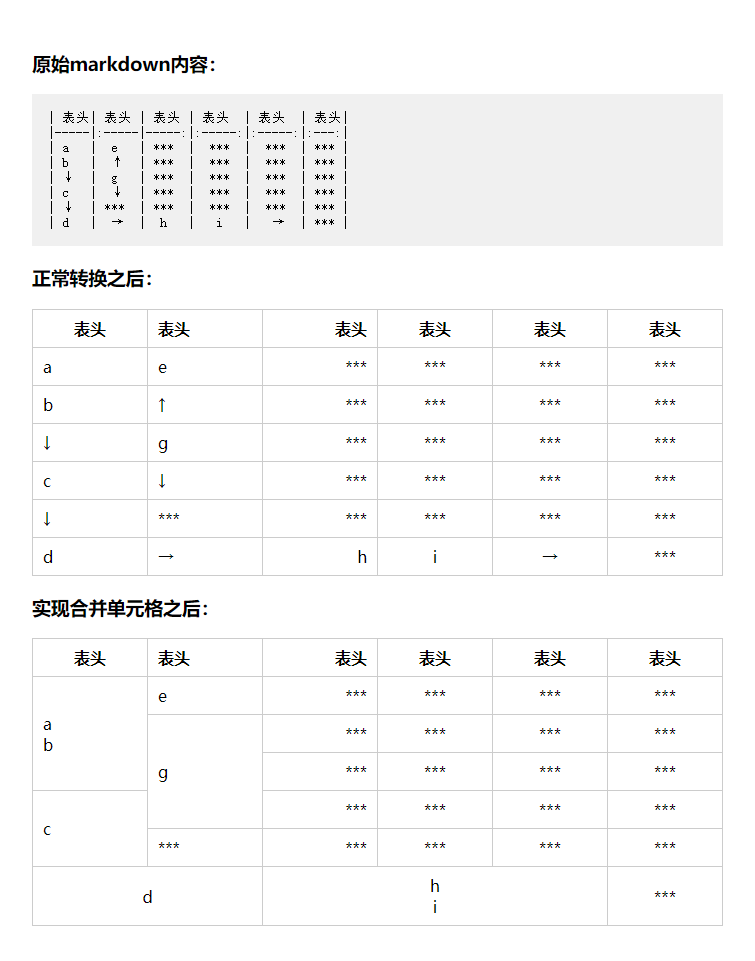 原始markdown内容：
| 表头| 表头 | 表头 | 表头 | 表头 | 表头|
|-----|:-----|-----:|:-----:|:-----:|:---:|
| a | e | *** | *** | *** | *** |
| b | ↑ | *** | *** | *** | *** |
| ↓ | g | *** | *** | *** | *** |
| c | ↓ | *** | *** | *** | *** |
| ↓ | *** | *** | *** | *** | *** |
| d | → | h | i | → | *** |
正常转换之后：
表头 表头 表头 表头 表头 表头
a e *** *** *** ***
b ↑ *** *** *** ***
↓ g *** *** *** ***
c ↓ *** *** *** ***
↓ *** *** *** *** ***
d → h i → ***
实现合并单元格之后：
表头 表头 表头 表头 表头 表头
e *** *** *** ***
a
b
*** *** *** ***
g
*** *** *** ***
*** *** *** ***
c
*** *** *** *** ***
d
h
i
***